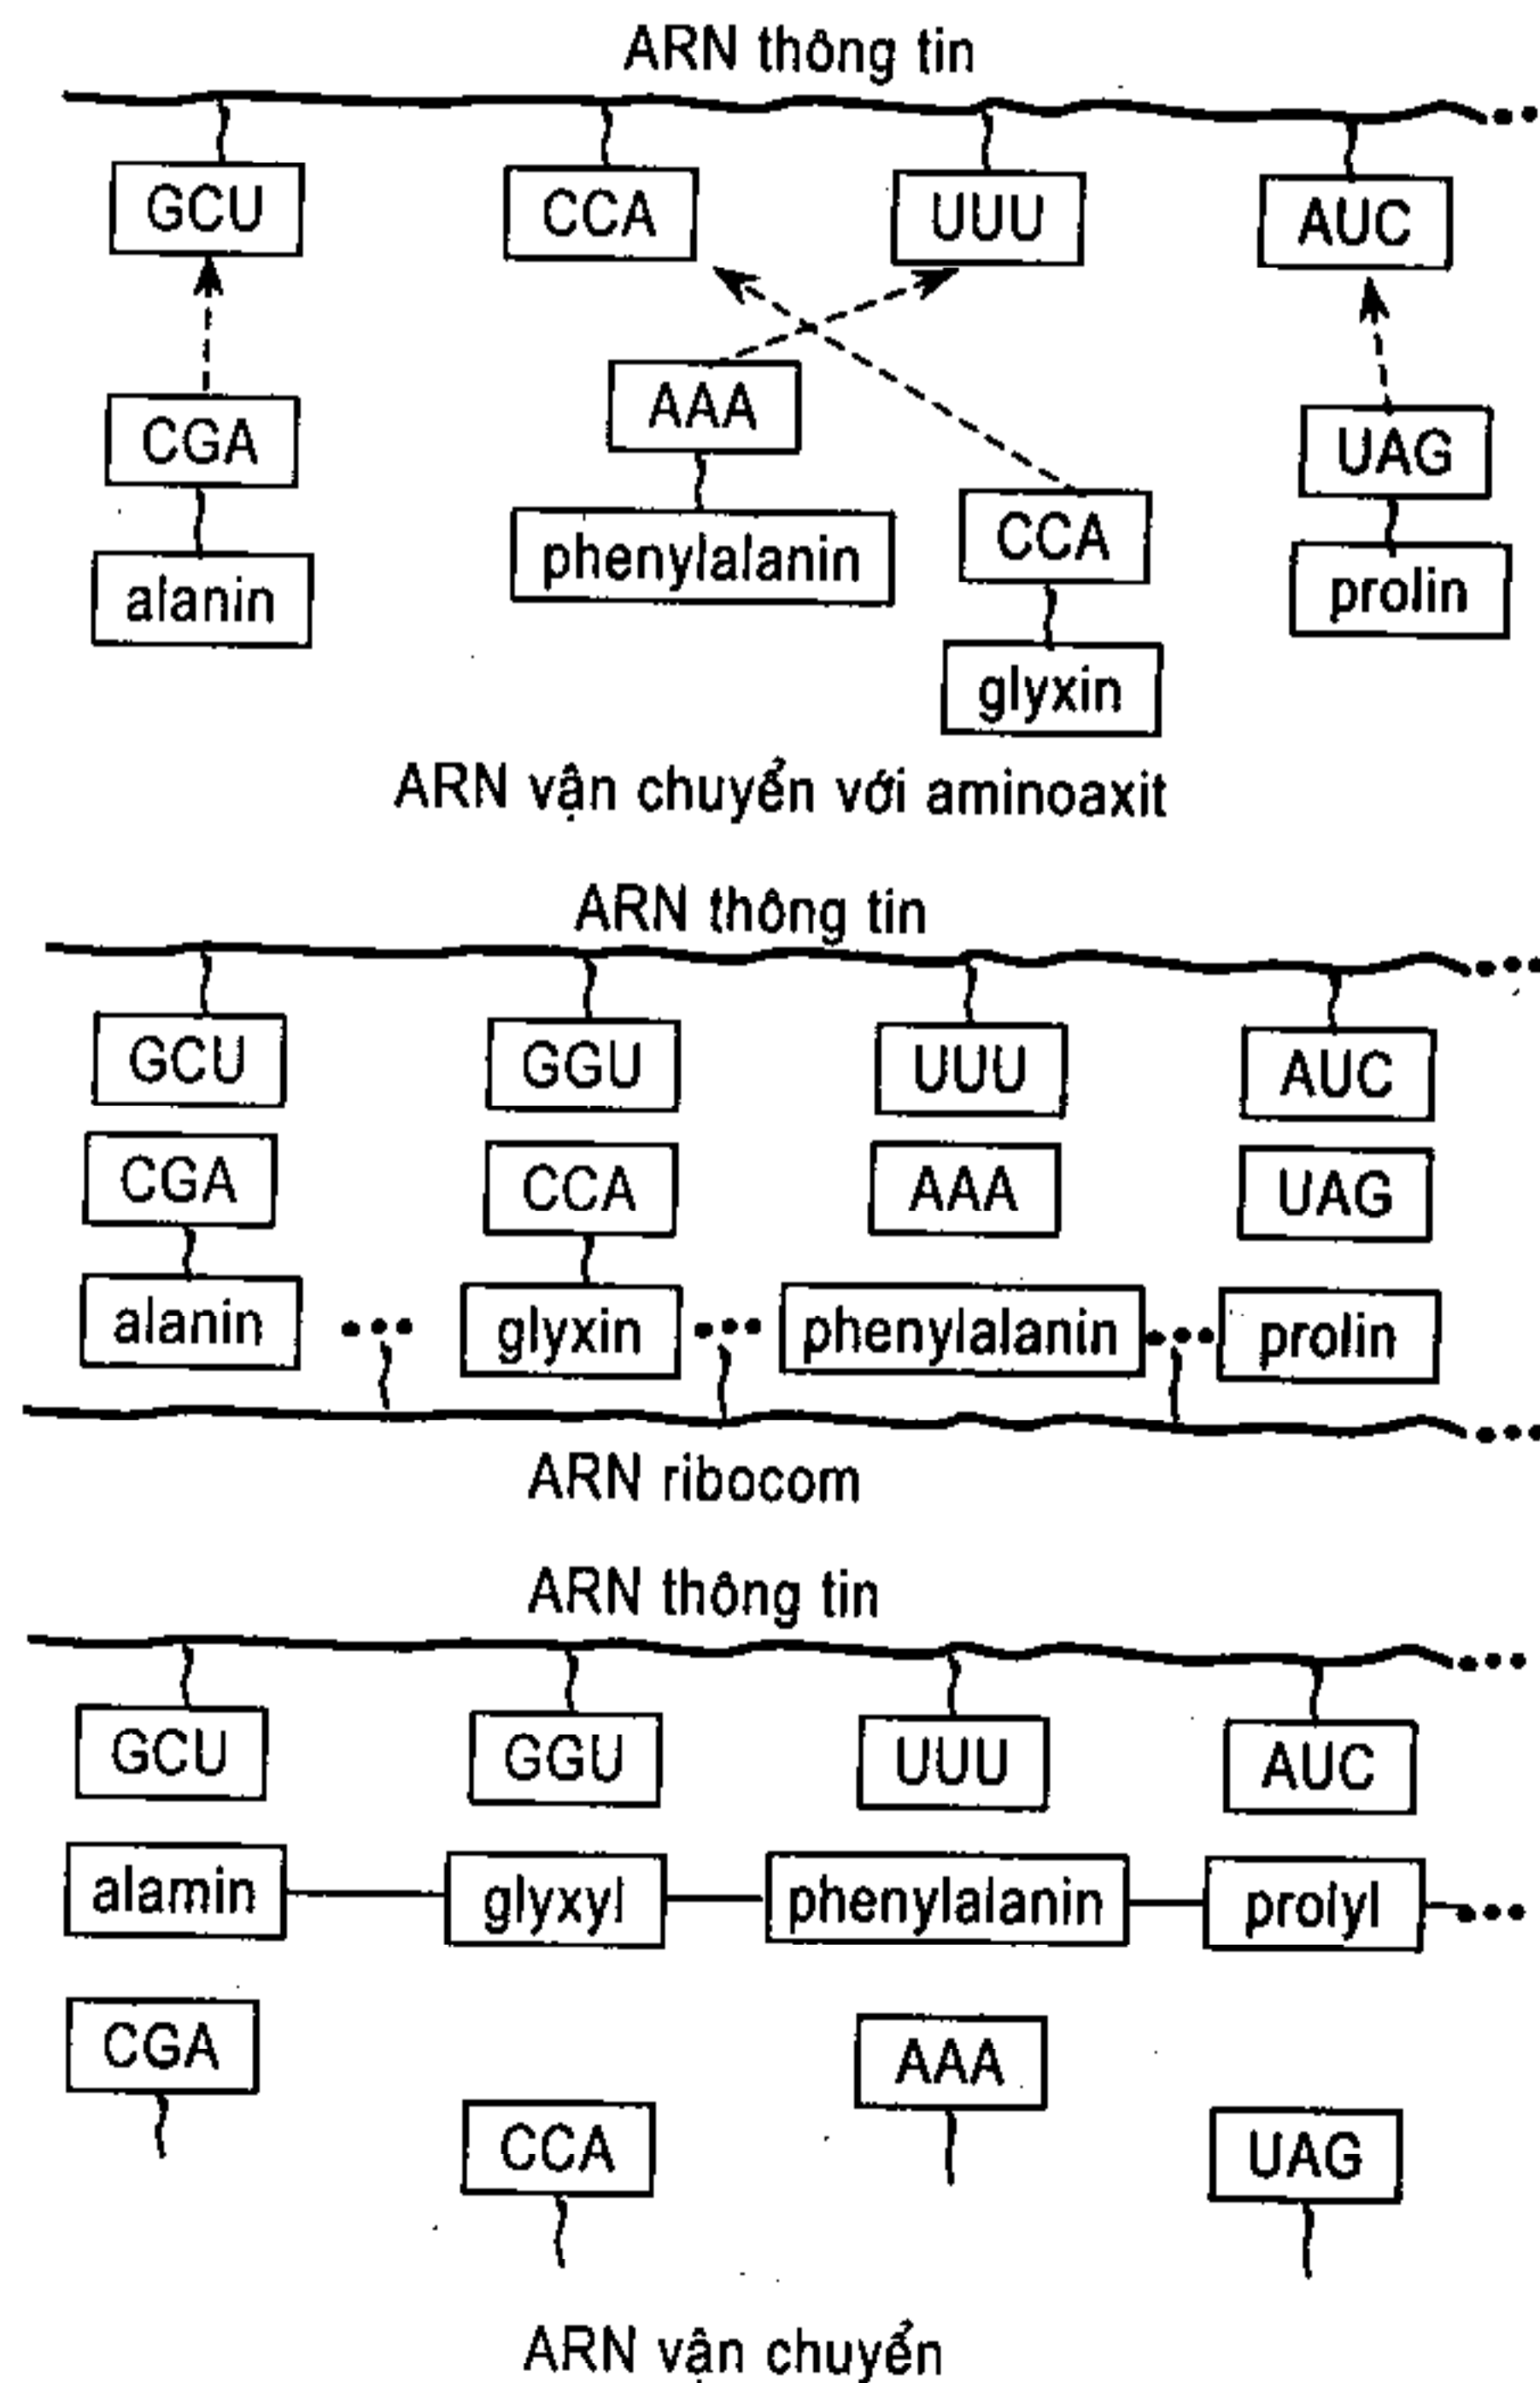 ARN thông tin
GCU CCA UUU AUC
CGA AAA CCA UAG
alanin phenylalanin glyxin prolin
ARN vận chuyển với aminoaxit
ARN thông tin
GCU GGU UUU AUC
CGA CCA AAA UAG
alanin ... glyxin ... phenylalanin ... prolin
ARN ribocom
ARN thông tin
GCU GGU UUU AUC
alamin glyxyl phenylalanin prolyl ...
CGA CCA AAA UAG
ARN vận chuyển